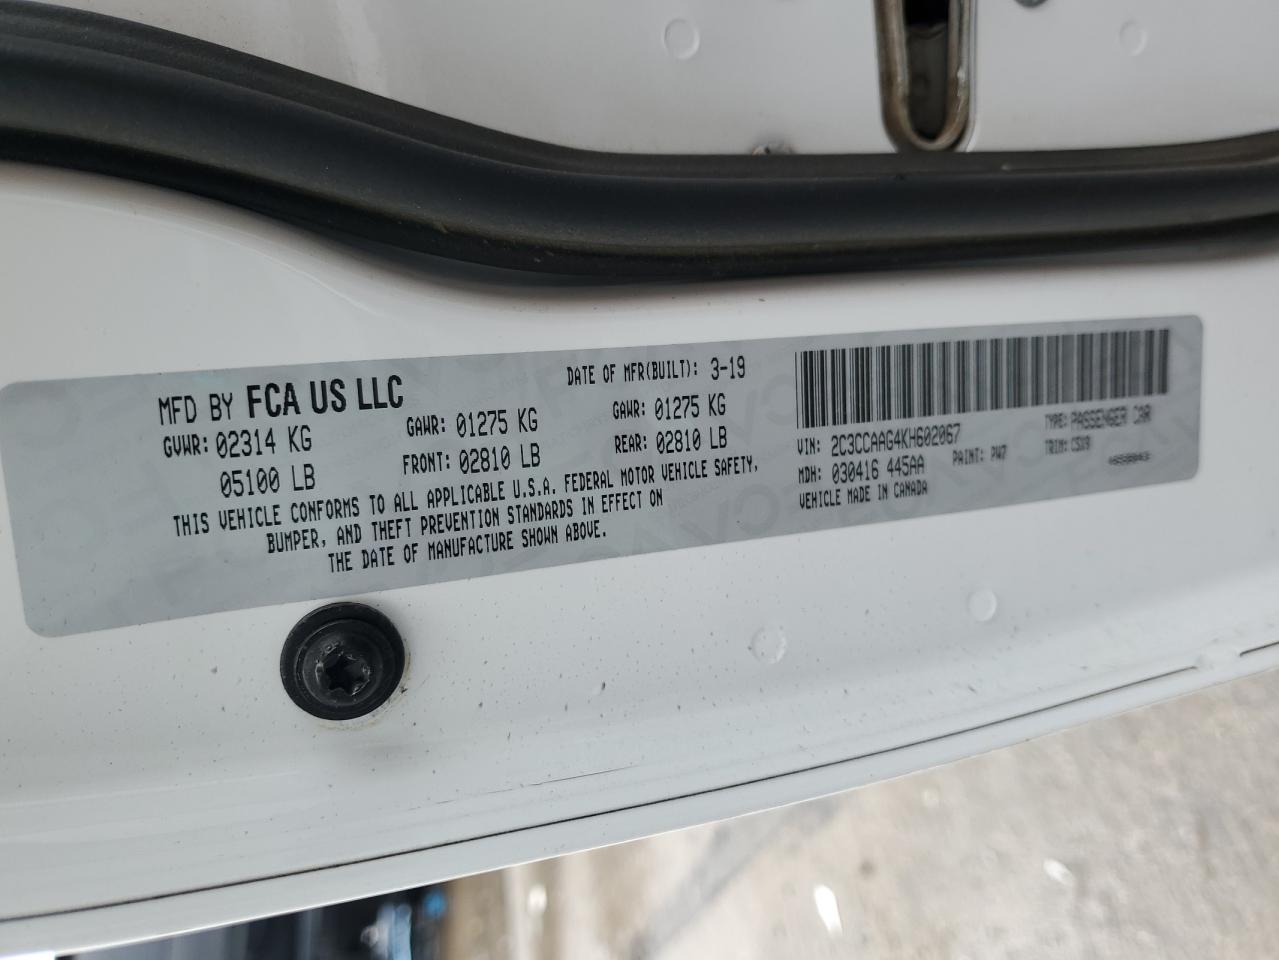 MFD BY FCA US LLC
DATE OF MFR(BUILT): 3-19
GVWR: 02314 KG
GAWR: 01275 KG
GAWR: 01275 KG
05100 LB
FRONT: 02810 LB
REAR: 02810 LB
THIS VEHICLE CONFORMS TO ALL APPLICABLE U.S.A. FEDERAL MOTOR VEHICLE SAFETY,
BUMPER, AND THEFT PREVENTION STANDARDS IN EFFECT ON
THE DATE OF MANUFACTURE SHOWN ABOVE.
VIN: 2C3CCAAG4KH602067
TYPE: PASSENGER CAR
MDH: 030416 445AA
PAINT: PW7
TRIM: CSX9
VEHICLE MADE IN CANADA